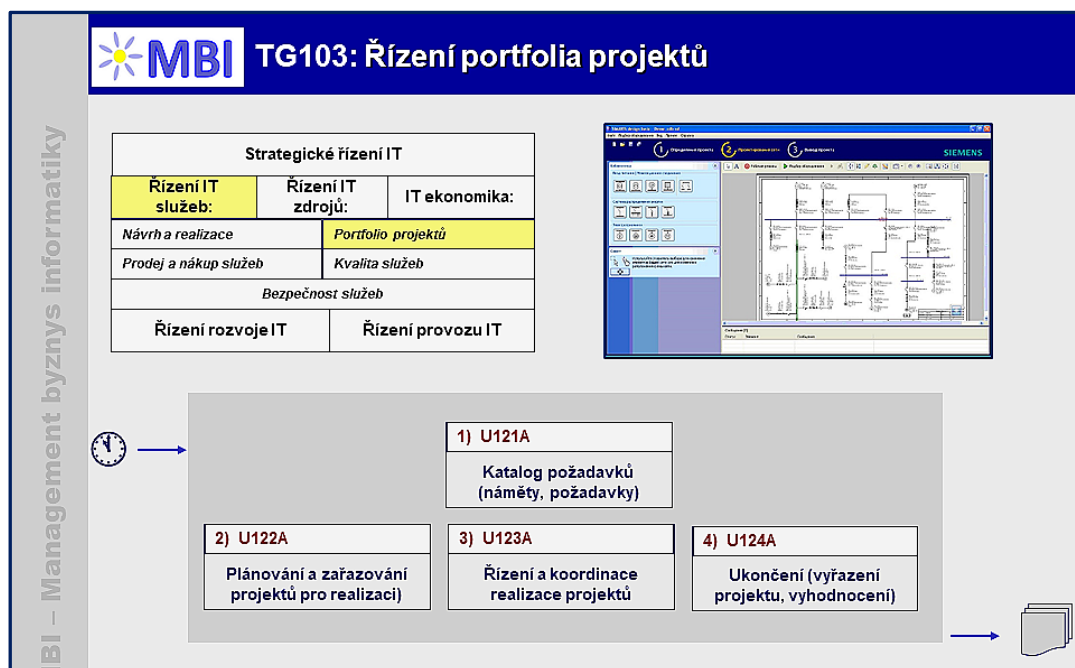 MBI
TG103: Řízení portfolia projektů
MBI – Management byznys informatiky
Strategické řízení IT
Řízení IT
služeb:
Řízení IT
zdrojů:
IT ekonomika:
Návrh a realizace
Portfolio projektů
Prodej a nákup služeb
Kvalita služeb
Bezpečnost služeb
Řízení rozvoje IT
Řízení provozu IT
1
2
3
SIEMENS
1) U121A
Katalog požadavků
(náměty, požadavky)
2) U122A
Plánování a zařazování
projektů pro realizaci)
3) U123A
Řízení a koordinace
realizace projektů
4) U124A
Ukončení (vyřazení
projektu, vyhodnocení)